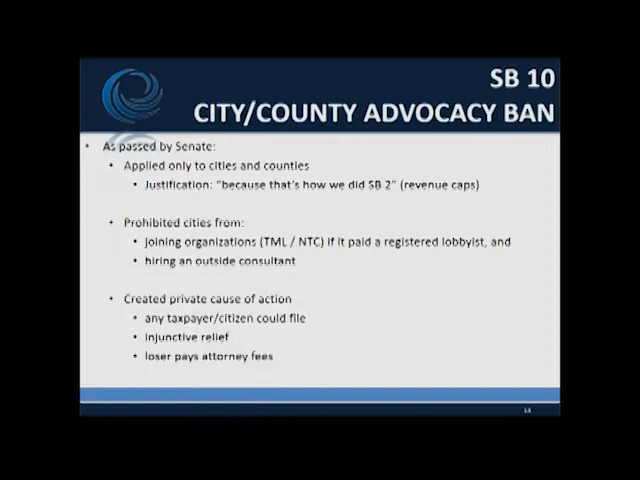 SB 10
CITY/COUNTY ADVOCACY BAN
• As passed by Senate:
• Applied only to cities and counties
• Justification: "because that's how we did SB 2" (revenue caps)
• Prohibited cities from:
• joining organizations (TML / NTC) if it paid a registered lobbyist, and
• hiring an outside consultant
• Created private cause of action
• any taxpayer/citizen could file
• injunctive relief
• loser pays attorney fees